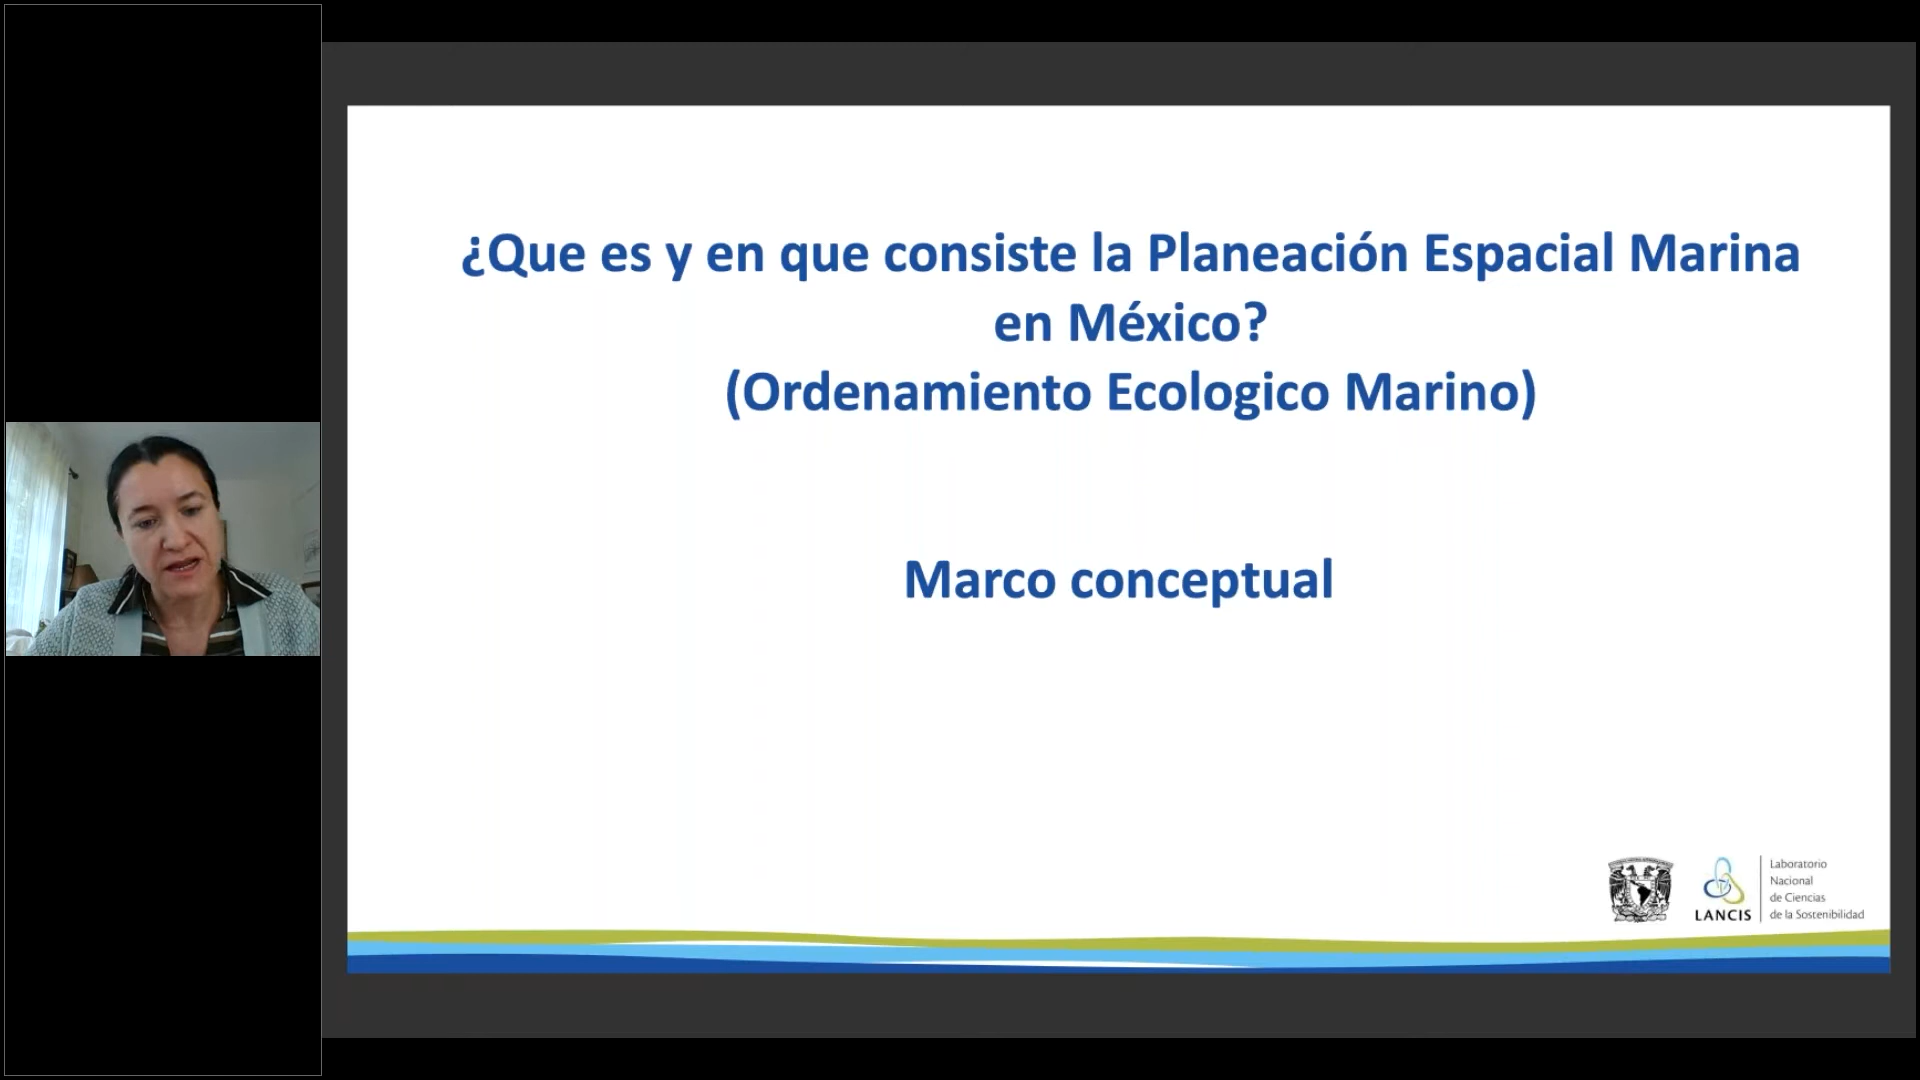 ¿Que es y en que consiste la Planeación Espacial Marina
en México?
(Ordenamiento Ecologico Marino)
Marco conceptual
LANCIS
Laboratorio
Nacional
de Ciencias
de la Sostenibilidad